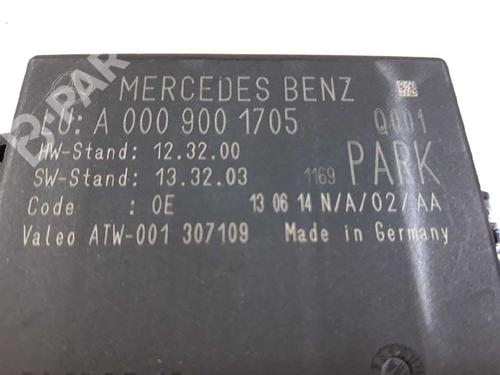 MERCEDES BENZ
A 000 900 1705 Q001
HW-Stand: 12.32.00
SW-Stand: 13.32.03 1169 PARK
Code : 0E 13 06 14 N/A/02/AA
Valeo ATW-001 307109 Made in Germany
B-PAR